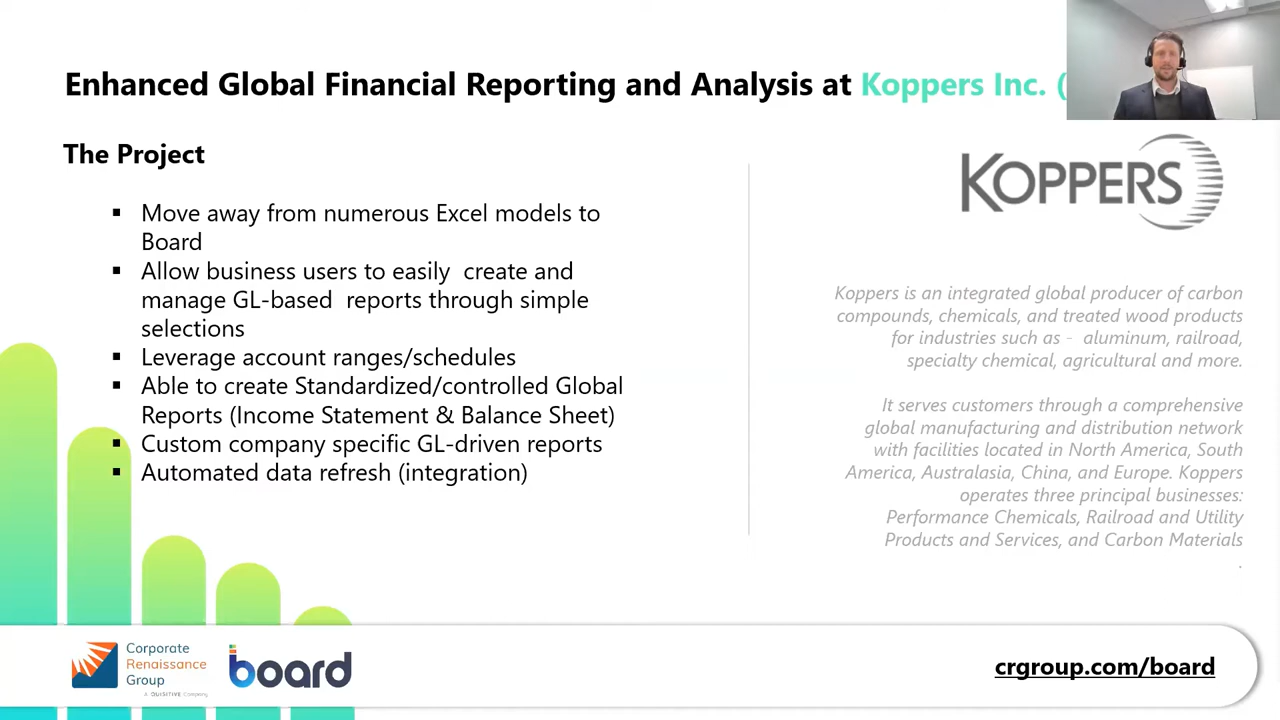 Enhanced Global Financial Reporting and Analysis at Koppers Inc. (
The Project
▪ Move away from numerous Excel models to
Board
▪ Allow business users to easily  create and
manage GL-based  reports through simple
selections
▪ Leverage account ranges/schedules
▪ Able to create Standardized/controlled Global
Reports (Income Statement & Balance Sheet)
▪ Custom company specific GL-driven reports
▪ Automated data refresh (integration)
KOPPERS
Koppers is an integrated global producer of carbon
compounds, chemicals, and treated wood products
for industries such as -  aluminum, railroad,
specialty chemical, agricultural and more.
It serves customers through a comprehensive
global manufacturing and distribution network
with facilities located in North America, South
America, Australasia, China, and Europe. Koppers
operates three principal businesses:
Performance Chemicals, Railroad and Utility
Products and Services, and Carbon Materials
.
Corporate
Renaissance
Group
A QUISITIVE Company
board
crgroup.com/board